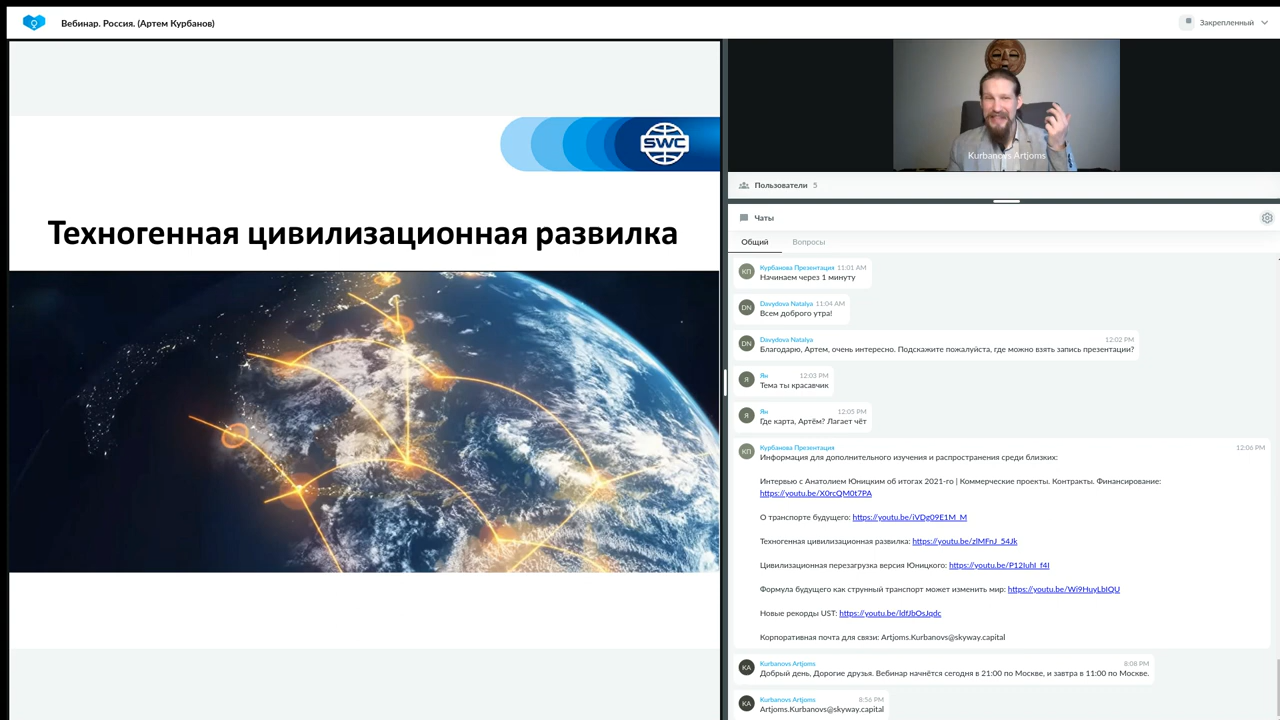 Вебинар. Россия. (Артем Курбанов)
Закрепленный
SWC
Техногенная цивилизационная развилка
Kurbanovs Artjoms
Пользователи 5
Чаты
Общий Вопросы
КП Курбанова Презентация 11:01 AM
Начинаем через 1 минуту
DN Davydova Natalya 11:04 AM
Всем доброго утра!
DN Davydova Natalya 12:02 PM
Благодарю, Артем, очень интересно. Подскажите пожалуйста, где можно взять запись презентации?
Я Ян 12:03 PM
Тема ты красавчик
Я Ян 12:05 PM
Где карта, Артём? Лагает чёт
КП Курбанова Презентация 12:06 PM
Информация для дополнительного изучения и распространения среди близких:
Интервью с Анатолием Юницким об итогах 2021-го | Коммерческие проекты. Контракты. Финансирование:
https://youtu.be/X0rcQM0t7PA
О транспорте будущего: https://youtu.be/iVDg09E1M_M
Техногенная цивилизационная развилка: https://youtu.be/zlMFnJ_54Jk
Цивилизационная перезагрузка версия Юницкого: https://youtu.be/P12IuhI_f4I
Формула будущего как струнный транспорт может изменить мир: https://youtu.be/Wi9HuyLbIQU
Новые рекорды UST: https://youtu.be/ldfJbOsJqdc
Корпоративная почта для связи: Artjoms.Kurbanovs@skyway.capital
KA Kurbanovs Artjoms 8:08 PM
Добрый день, Дорогие друзья. Вебинар начнётся сегодня в 21:00 по Москве, и завтра в 11:00 по Москве.
KA Kurbanovs Artjoms 8:56 PM
Artjoms.Kurbanovs@skyway.capital